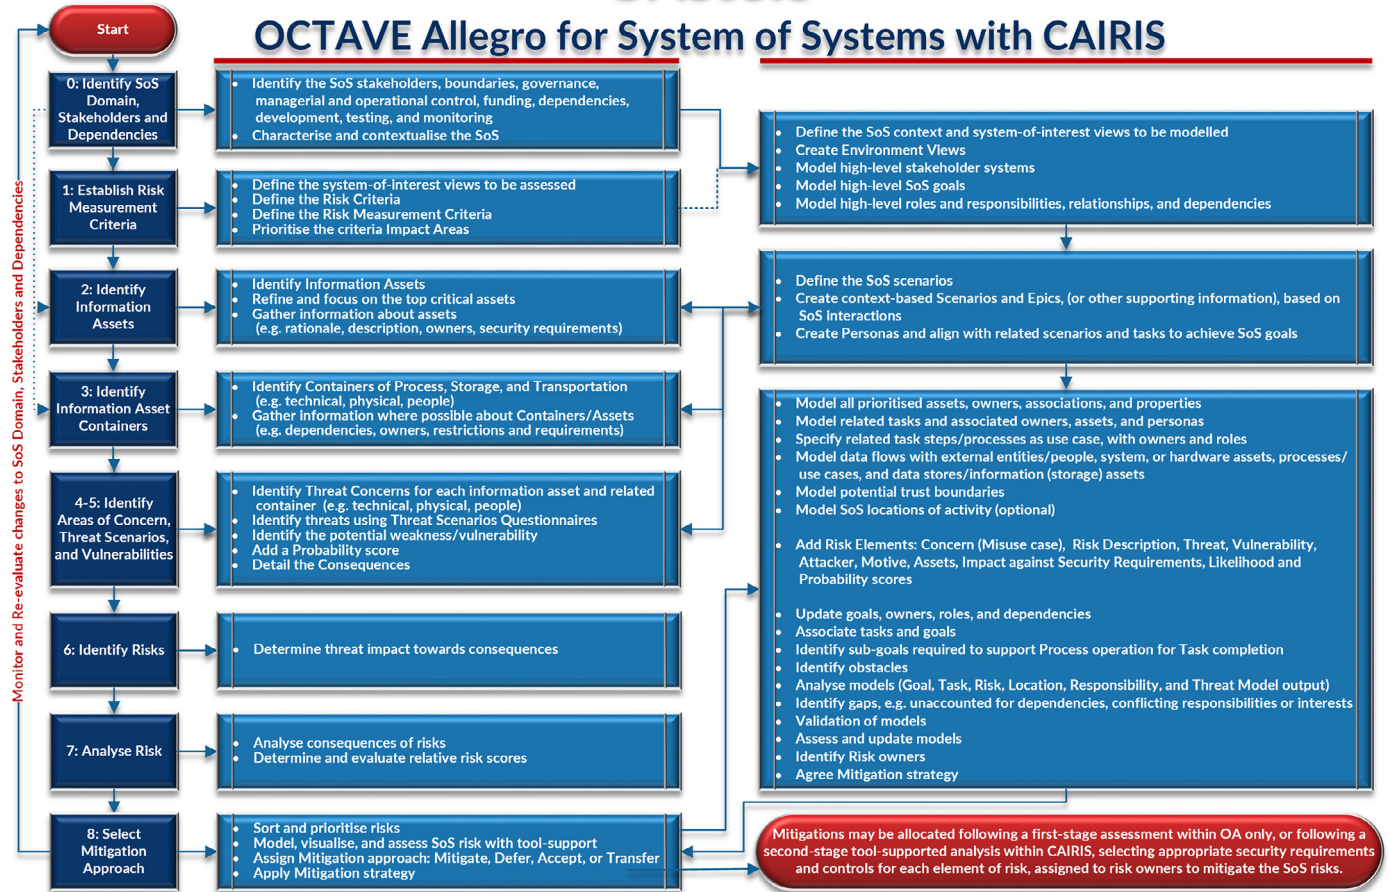 OCTAVE Allegro for System of Systems with CAIRIS
Start
0: Identify SoS
Domain,
Stakeholders and
Dependencies
Identify the SoS stakeholders, boundaries, governance,
managerial and operational control, funding, dependencies,
development, testing, and monitoring
Characterise and contextualise the SoS
1: Establish Risk
Measurement
Criteria
Define the system-of-interest views to be assessed
Define the Risk Criteria
Define the Risk Measurement Criteria
Prioritise the criteria Impact Areas
2: Identify
Information
Assets
Identify Information Assets
Refine and focus on the top critical assets
Gather information about assets
(e.g. rationale, description, owners, security requirements)
3: Identify
Information Asset
Containers
Identify Containers of Process, Storage, and Transportation
(e.g. technical, physical, people)
Gather information where possible about Containers/Assets
(e.g. dependencies, owners, restrictions and requirements)
4-5: Identify
Areas of Concern,
Threat Scenarios,
and Vulnerabilities
Identify Threat Concerns for each information asset and related
container (e.g. technical, physical, people)
Identify threats using Threat Scenarios Questionnaires
Identify the potential weakness/vulnerability
Add a Probability score
Detail the Consequences
6: Identify Risks
Determine threat impact towards consequences
7: Analyse Risk
Analyse consequences of risks
Determine and evaluate relative risk scores
8: Select
Mitigation
Approach
Sort and prioritise risks
Model, visualise, and assess SoS risk with tool-support
Assign Mitigation approach: Mitigate, Defer, Accept, or Transfer
Apply Mitigation strategy
Monitor and Re-evaluate changes to SoS Domain, Stakeholders and Dependencies
Define the SoS context and system-of-interest views to be modelled
Create Environment Views
Model high-level stakeholder systems
Model high-level SoS goals
Model high-level roles and responsibilities, relationships, and dependencies
Define the SoS scenarios
Create context-based Scenarios and Epics, (or other supporting information), based on
SoS interactions
Create Personas and align with related scenarios and tasks to achieve SoS goals
Model all prioritised assets, owners, associations, and properties
Model related tasks and associated owners, assets, and personas
Specify related task steps/processes as use case, with owners and roles
Model data flows with external entities/people, system, or hardware assets, processes/
use cases, and data stores/information (storage) assets
Model potential trust boundaries
Model SoS locations of activity (optional)
Add Risk Elements: Concern (Misuse case), Risk Description, Threat, Vulnerability,
Attacker, Motive, Assets, Impact against Security Requirements, Likelihood and
Probability scores
Update goals, owners, roles, and dependencies
Associate tasks and goals
Identify sub-goals required to support Process operation for Task completion
Identify obstacles
Analyse models (Goal, Task, Risk, Location, Responsibility, and Threat Model output)
Identify gaps, e.g. unaccounted for dependencies, conflicting responsibilities or interests
Validation of models
Assess and update models
Identify Risk owners
Agree Mitigation strategy
Mitigations may be allocated following a first-stage assessment within OA only, or following a
second-stage tool-supported analysis within CAIRIS, selecting appropriate security requirements
and controls for each element of risk, assigned to risk owners to mitigate the SoS risks.